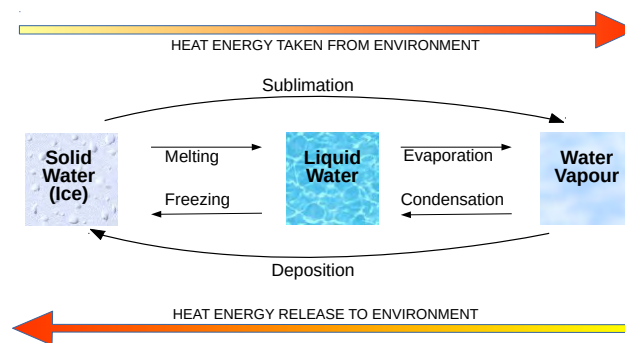 HEAT ENERGY TAKEN FROM ENVIRONMENT
Sublimation
Solid
Water
(Ice)
Melting
Freezing
Liquid
Water
Evaporation
Condensation
Water
Vapour
Deposition
HEAT ENERGY RELEASE TO ENVIRONMENT